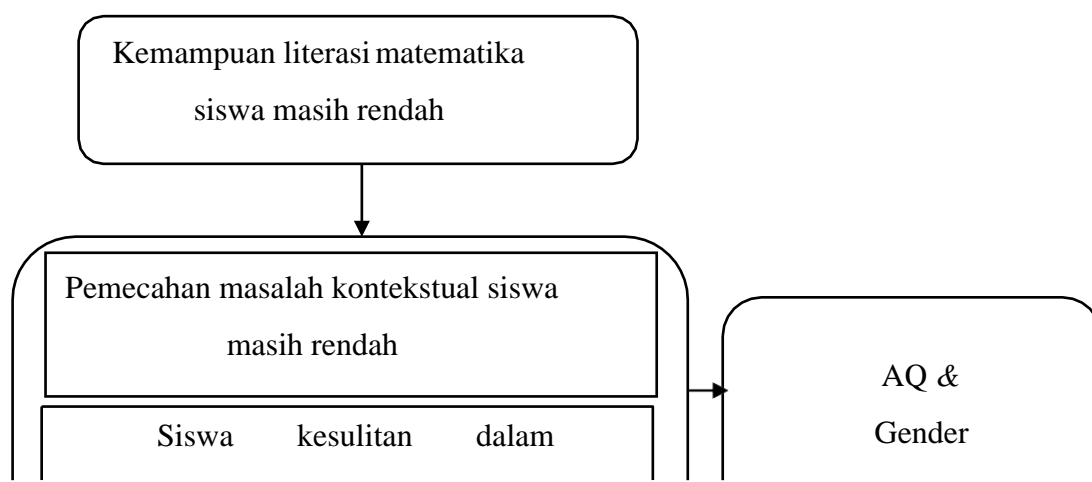 Kemampuan literasi matematika
siswa masih rendah
Pemecahan masalah kontekstual siswa
masih rendah
Siswa kesulitan dalam
AQ &
Gender